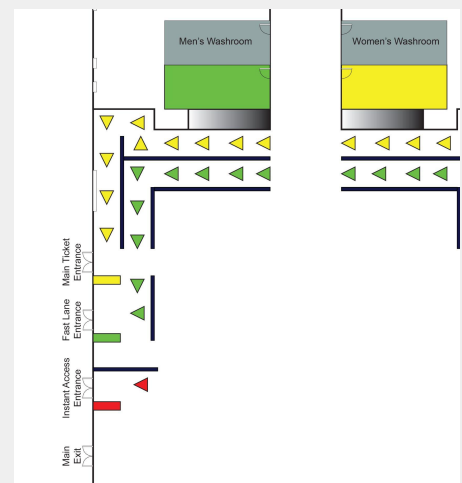 Men's Washroom
Women's Washroom
Main Ticket
Entrance
Fast Lane
Entrance
Instant Access
Entrance
Main
Exit